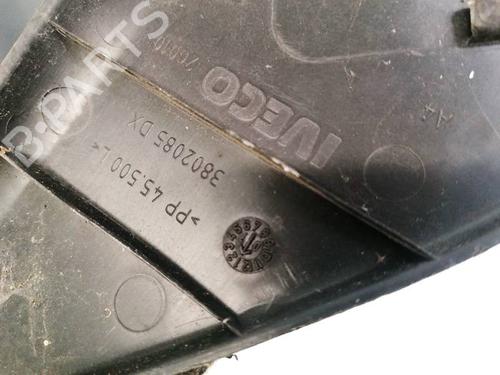 B-PARTS
IVECO
3802085 DX
>PP 45.500 L<